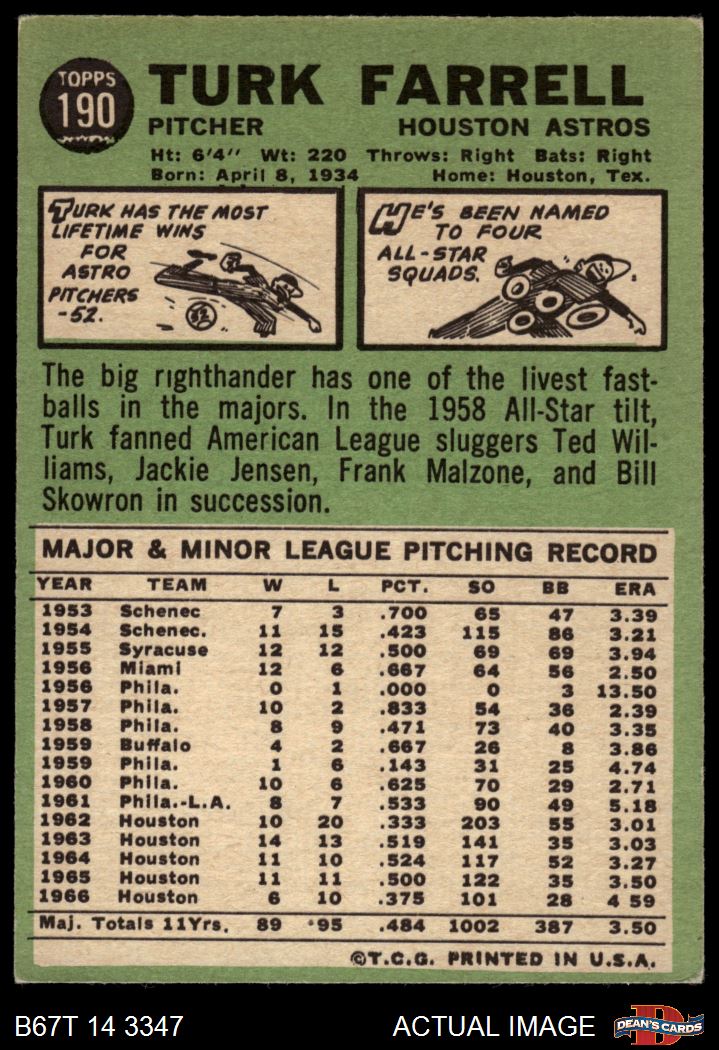 TOPPS
190
TURK FARRELL
PITCHER HOUSTON ASTROS
Ht: 6'4" Wt: 220 Throws: Right Bats: Right
Born: April 8, 1934 Home: Houston, Tex.
TURK HAS THE MOST
LIFETIME WINS
FOR
ASTRO
PITCHERS
-52.
52
HE'S BEEN NAMED
TO FOUR
ALL-STAR
SQUADS.
The big righthander has one of the livest fast-
balls in the majors. In the 1958 All-Star tilt,
Turk fanned American League sluggers Ted Wil-
liams, Jackie Jensen, Frank Malzone, and Bill
Skowron in succession.
MAJOR & MINOR LEAGUE PITCHING RECORD
YEAR TEAM W L PCT. SO BB ERA
1953 Schenec 7 3 .700 65 47 3.39
1954 Schenec. 11 15 .423 115 86 3.21
1955 Syracuse 12 12 .500 69 69 3.94
1956 Miami 12 6 .667 64 56 2.50
1956 Phila. 0 1 .000 0 3 13.50
1957 Phila. 10 2 .833 54 36 2.39
1958 Phila. 8 9 .471 73 40 3.35
1959 Buffalo 4 2 .667 26 8 3.86
1959 Phila. 1 6 .143 31 25 4.74
1960 Phila. 10 6 .625 70 29 2.71
1961 Phila.-L.A. 8 7 .533 90 49 5.18
1962 Houston 10 20 .333 203 55 3.01
1963 Houston 14 13 .519 141 35 3.03
1964 Houston 11 10 .524 117 52 3.27
1965 Houston 11 11 .500 122 35 3.50
1966 Houston 6 10 .375 101 28 4 59
Maj. Totals 11Yrs. 89 95 .484 1002 387 3.50
©T.C.G. PRINTED IN U.S.A.
B67T 14 3347 ACTUAL IMAGE D DEAN'S CARDS